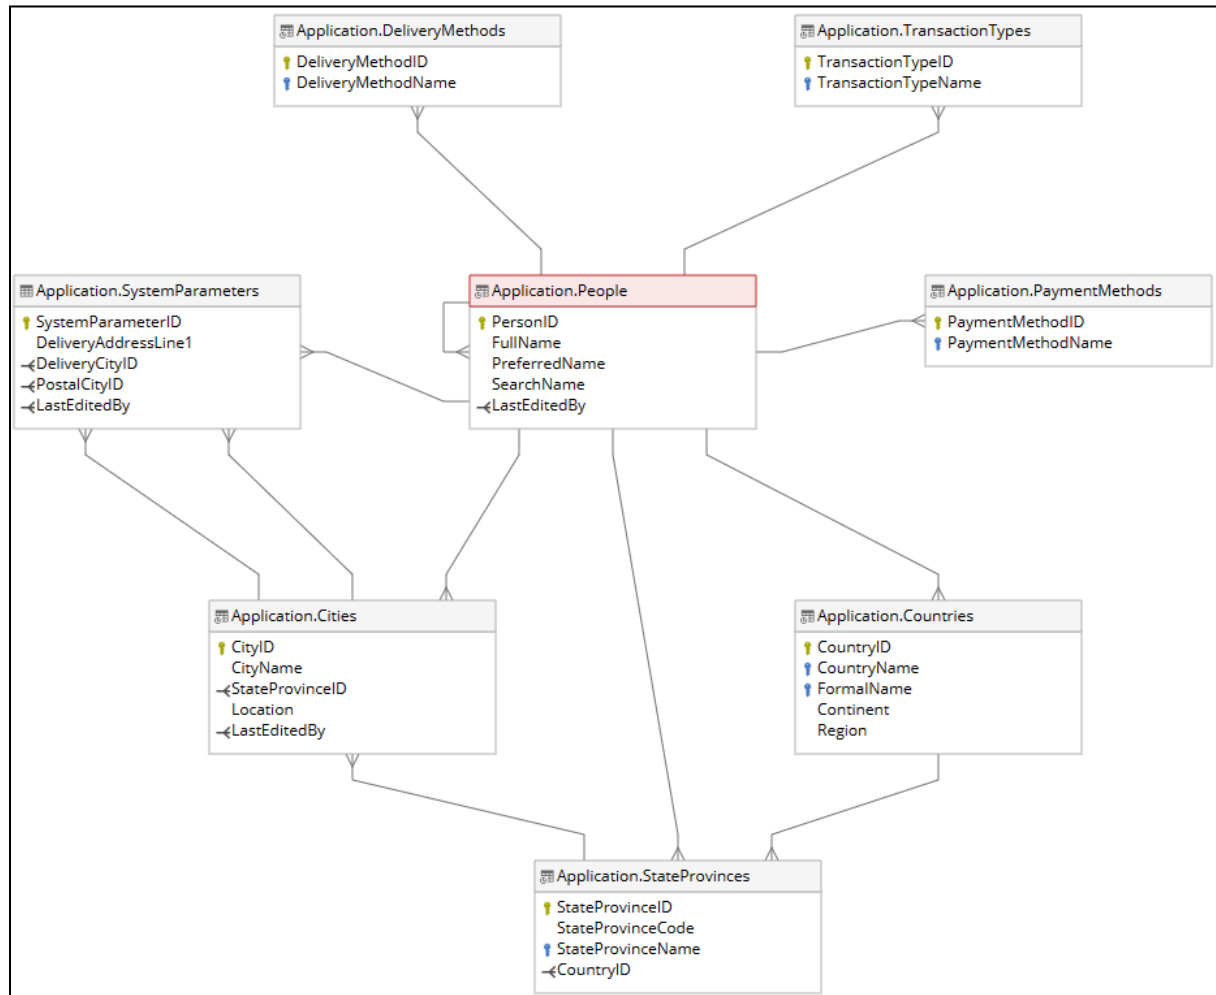 Application.DeliveryMethods
DeliveryMethodID
DeliveryMethodName
Application.TransactionTypes
TransactionTypeID
TransactionTypeName
Application.SystemParameters
SystemParameterID
DeliveryAddressLine1
DeliveryCityID
PostalCityID
LastEditedBy
Application.People
PersonID
FullName
PreferredName
SearchName
LastEditedBy
Application.PaymentMethods
PaymentMethodID
PaymentMethodName
Application.Cities
CityID
CityName
StateProvinceID
Location
LastEditedBy
Application.Countries
CountryID
CountryName
FormalName
Continent
Region
Application.StateProvinces
StateProvinceID
StateProvinceCode
StateProvinceName
CountryID